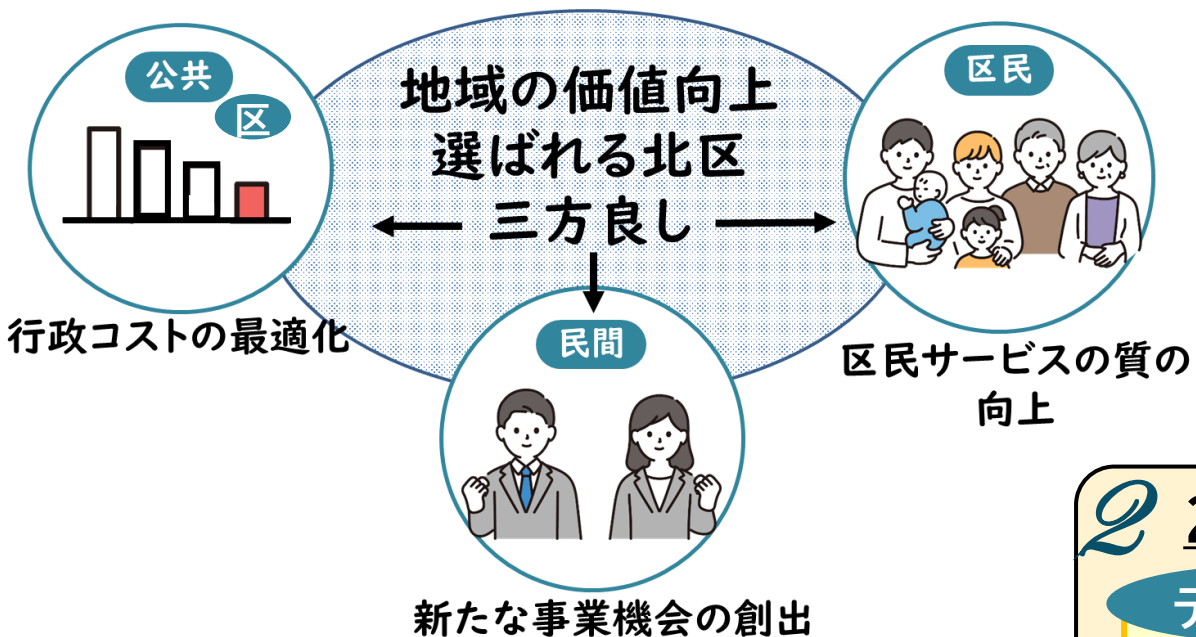 公共
区
地域の価値向上
選ばれる北区
三方良し
区民
行政コストの最適化
民間
区民サービスの質の
向上
新たな事業機会の創出
2